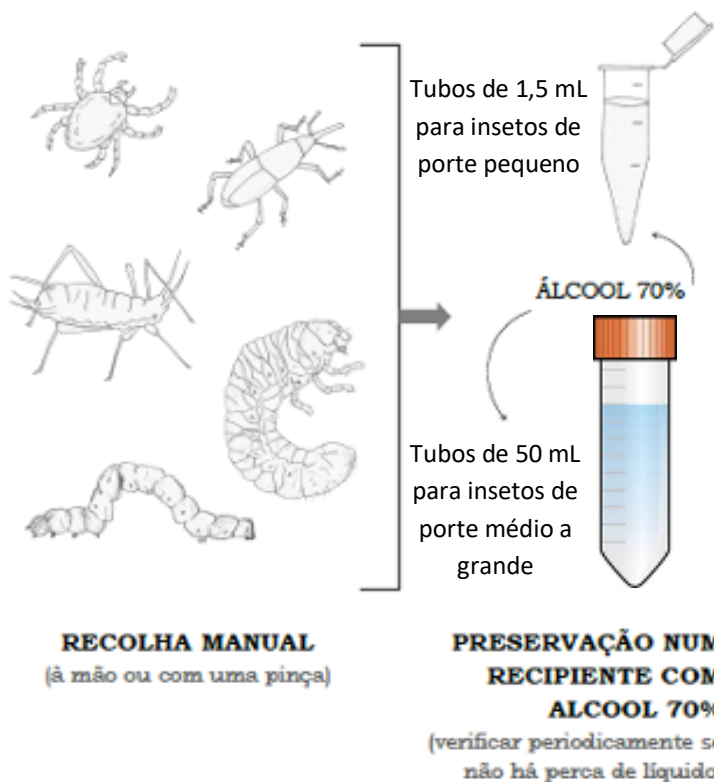 Tubos de 1,5 mL
para insetos de
porte pequeno
ÁLCOOL 70%
Tubos de 50 mL
para insetos de
porte médio a
grande
RECOLHA MANUAL
(à mão ou com uma pinça)
PRESERVAÇÃO NUM
RECIPIENTE COM
ALCOOL 70%
(verificar periodicamente se
não há perca de líquido